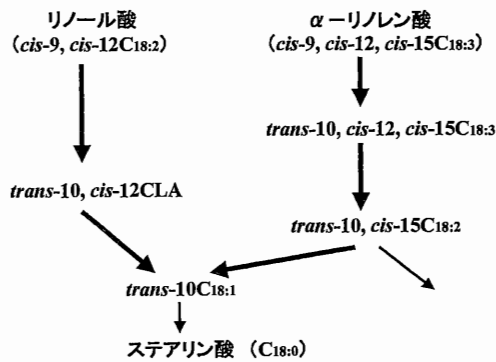 リノール酸
(cis-9, cis-12C18:2)
α－リノレン酸
(cis-9, cis-12, cis-15C18:3)
trans-10, cis-12, cis-15C18:3
trans-10, cis-12CLA
trans-10, cis-15C18:2
trans-10C18:1
ステアリン酸 （C18:0）